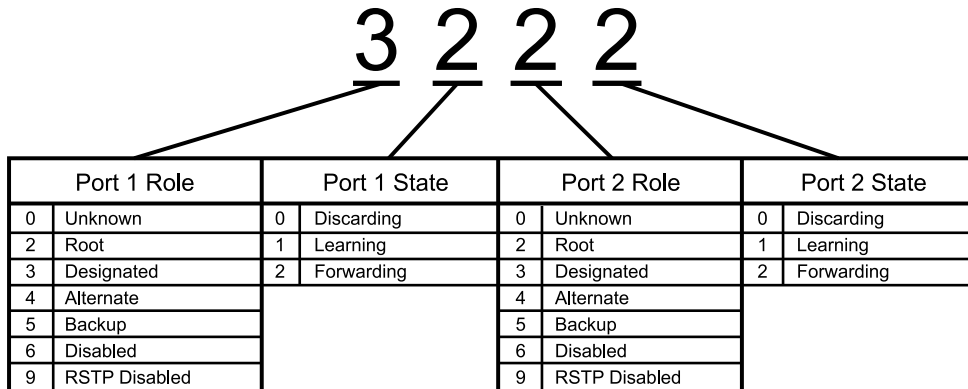 3 2 2 2
Port 1 Role Port 1 State Port 2 Role Port 2 State
0 Unknown 0 Discarding 0 Unknown 0 Discarding
2 Root 1 Learning 2 Root 1 Learning
3 Designated 2 Forwarding 3 Designated 2 Forwarding
4 Alternate 4 Alternate
5 Backup 5 Backup
6 Disabled 6 Disabled
9 RSTP Disabled 9 RSTP Disabled